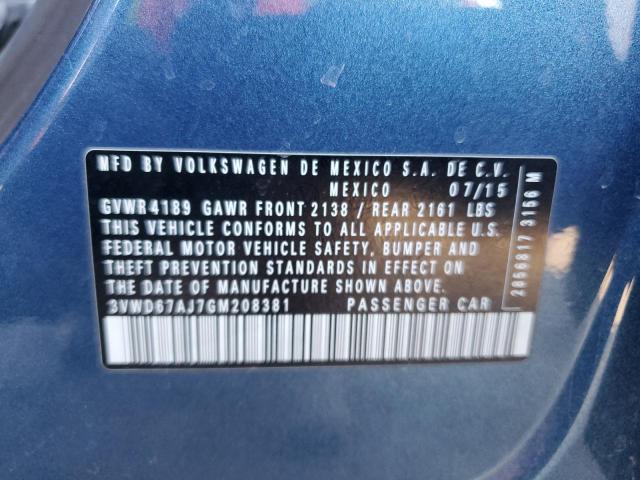 MFD BY VOLKSWAGEN DE MEXICO S.A. DE C.V.
MEXICO 07/15
GVWR 4189 GAWR FRONT 2138 / REAR 2161 LBS
THIS VEHICLE CONFORMS TO ALL APPLICABLE U.S.
FEDERAL MOTOR VEHICLE SAFETY, BUMPER AND
THEFT PREVENTION STANDARDS IN EFFECT ON
THE DATE OF MANUFACTURE SHOWN ABOVE.
3VWD67AJ7GM208381 PASSENGER CAR
2856817 3156 M